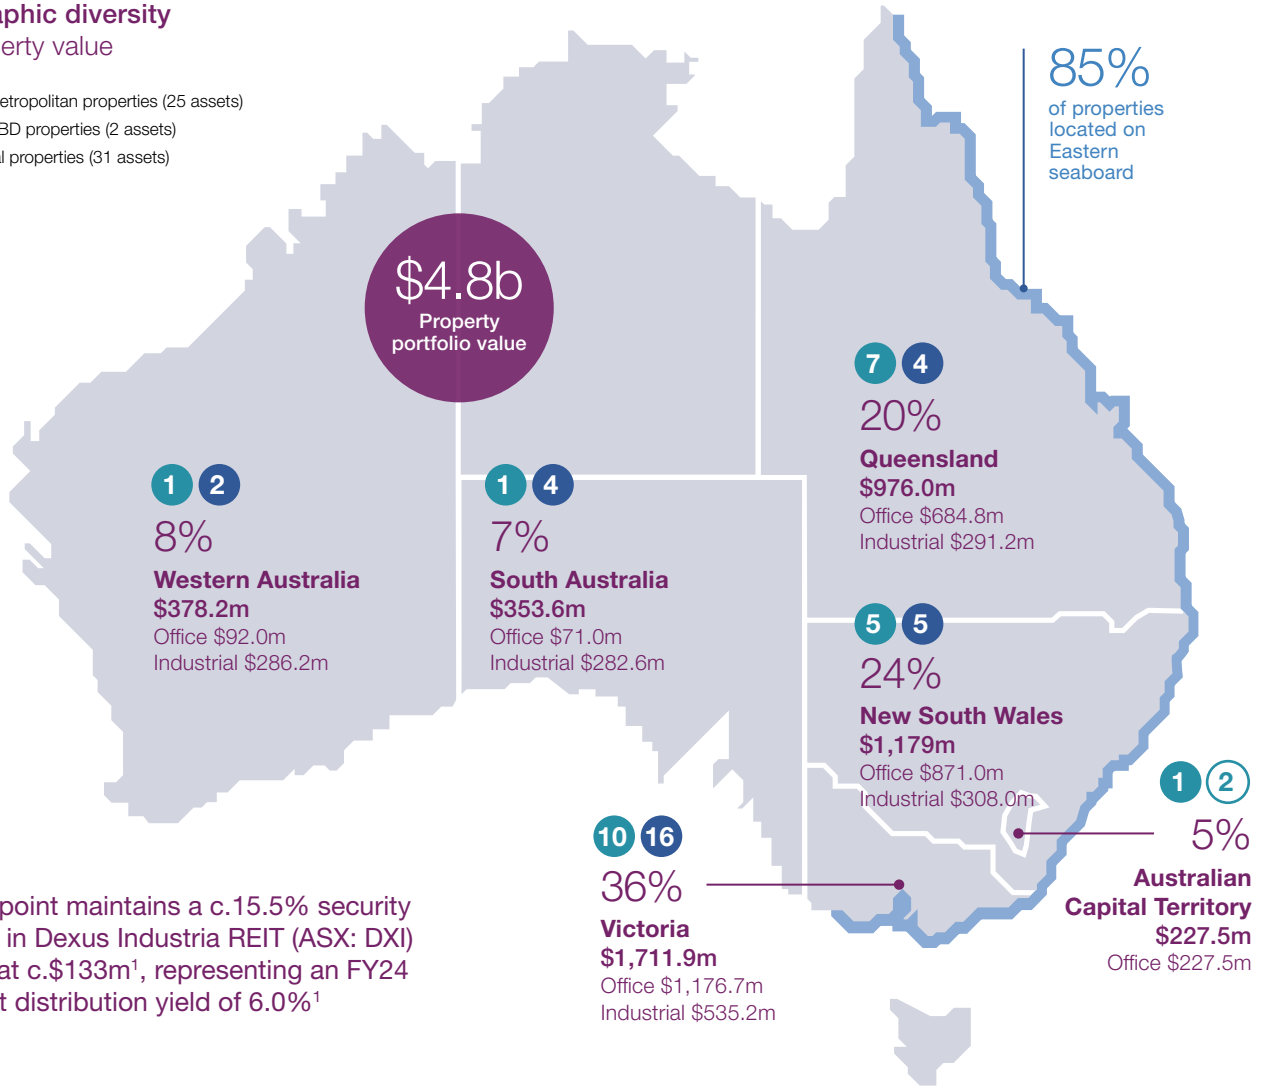 aphic diversity
erty value
etropolitan properties (25 assets)
BD properties (2 assets)
al properties (31 assets)
85%
of properties
located on
Eastern
seaboard
$4.8b
Property
portfolio value
7 4
20%
Queensland
$976.0m
Office $684.8m
Industrial $291.2m
1 2
8%
Western Australia
$378.2m
Office $92.0m
Industrial $286.2m
1 4
7%
South Australia
$353.6m
Office $71.0m
Industrial $282.6m
5 5
24%
New South Wales
$1,179m
Office $871.0m
Industrial $308.0m
1 2
5%
Australian
Capital Territory
$227.5m
Office $227.5m
10 16
36%
Victoria
$1,711.9m
Office $1,176.7m
Industrial $535.2m
point maintains a c.15.5% security
in Dexus Industria REIT (ASX: DXI)
at c.$133m¹, representing an FY24
t distribution yield of 6.0%¹